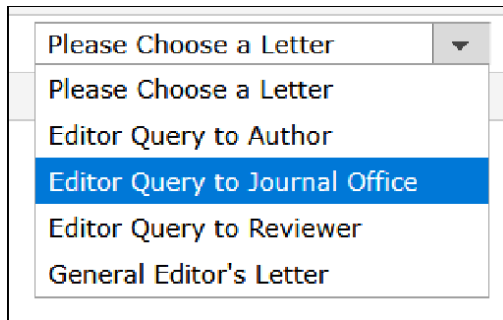 Please Choose a Letter
Please Choose a Letter
Editor Query to Author
Editor Query to Journal Office
Editor Query to Reviewer
General Editor's Letter